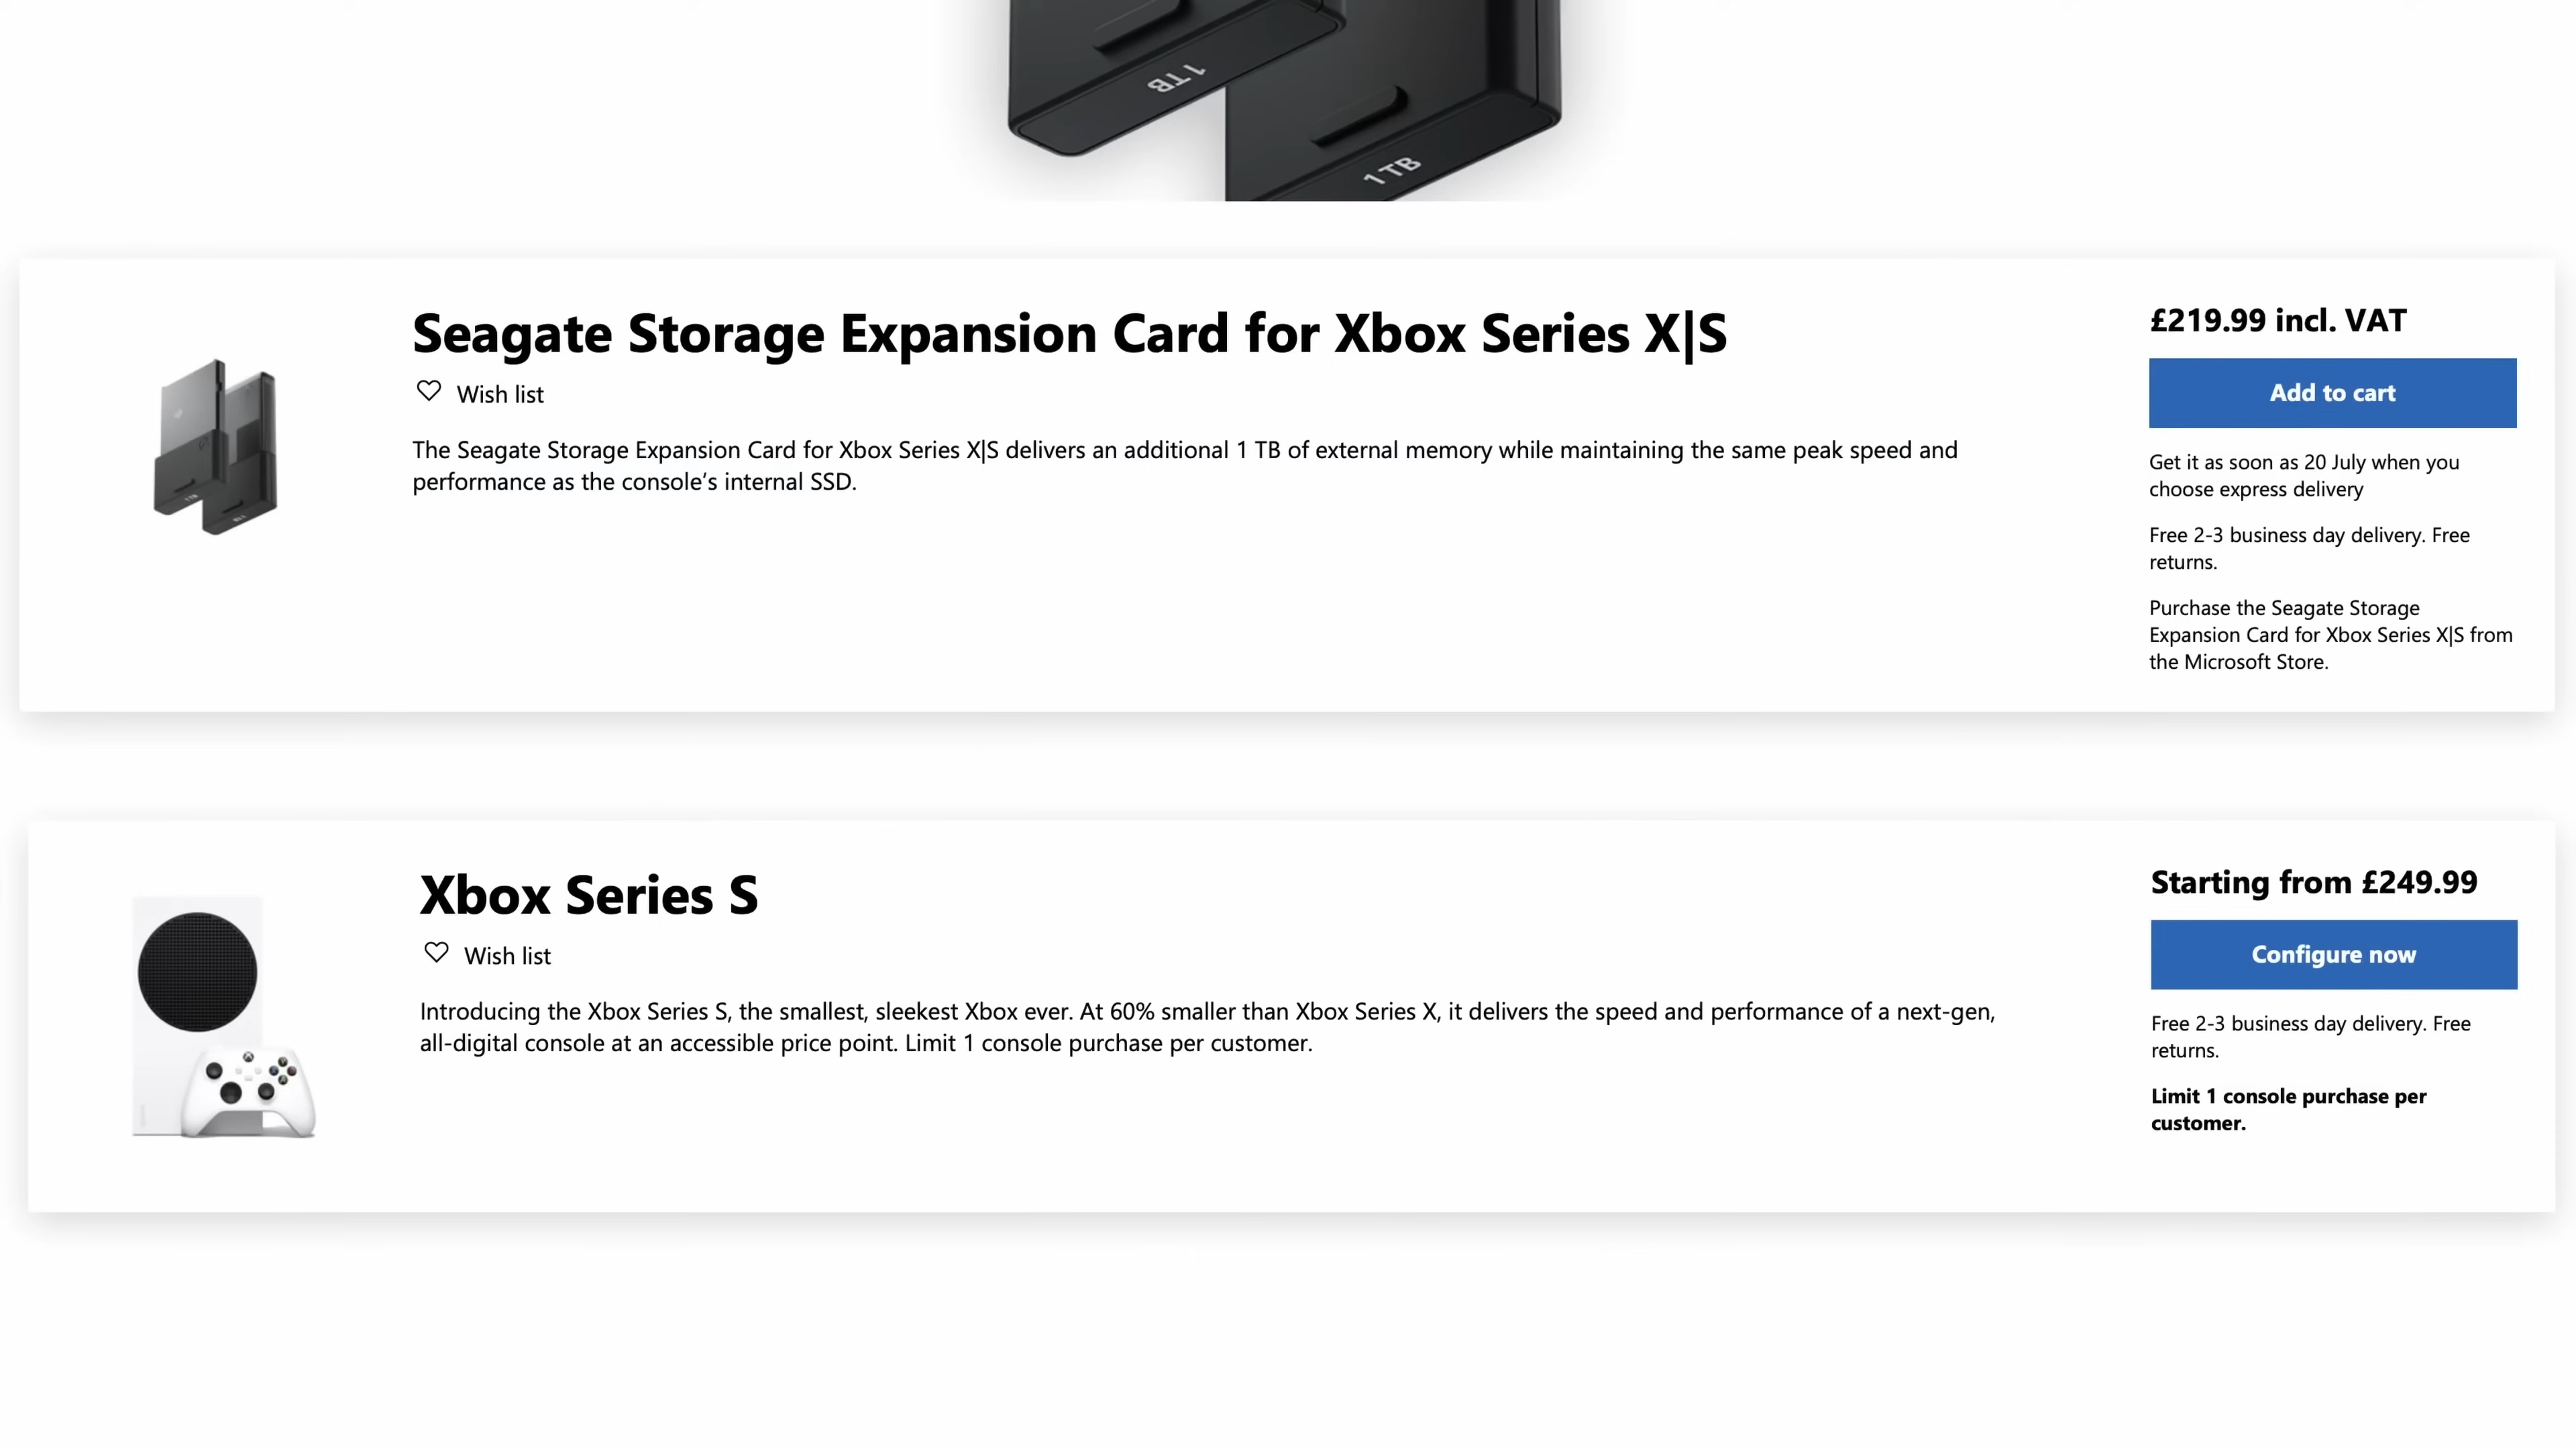 1TB
1TB
Seagate Storage Expansion Card for Xbox Series X|S
Wish list
The Seagate Storage Expansion Card for Xbox Series X|S delivers an additional 1 TB of external memory while maintaining the same peak speed and
performance as the console’s internal SSD.
£219.99 incl. VAT
Add to cart
Get it as soon as 20 July when you
choose express delivery
Free 2-3 business day delivery. Free
returns.
Purchase the Seagate Storage
Expansion Card for Xbox Series X|S from
the Microsoft Store.
Xbox Series S
Wish list
Introducing the Xbox Series S, the smallest, sleekest Xbox ever. At 60% smaller than Xbox Series X, it delivers the speed and performance of a next-gen,
all-digital console at an accessible price point. Limit 1 console purchase per customer.
Starting from £249.99
Configure now
Free 2-3 business day delivery. Free
returns.
Limit 1 console purchase per
customer.